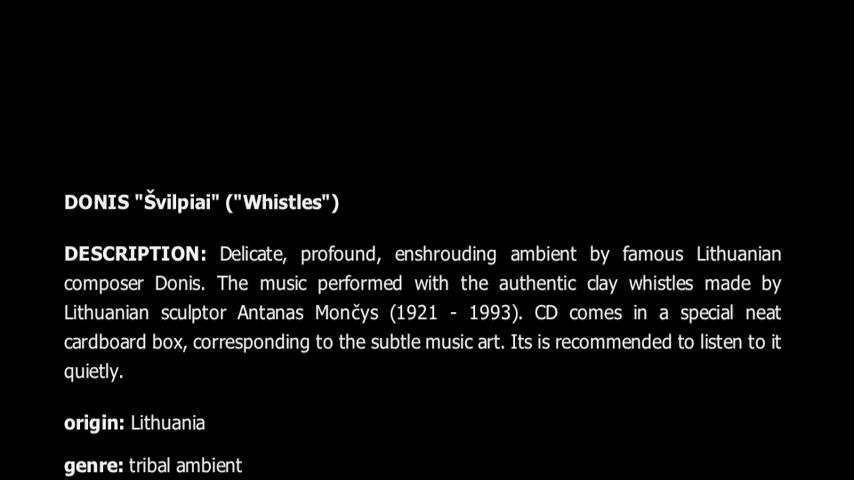 DONIS "Švilpiai" ("Whistles")
DESCRIPTION: Delicate, profound, enshrouding ambient by famous Lithuanian
composer Donis. The music performed with the authentic clay whistles made by
Lithuanian sculptor Antanas Mončys (1921 - 1993). CD comes in a special neat
cardboard box, corresponding to the subtle music art. Its is recommended to listen to it
quietly.
origin: Lithuania
genre: tribal ambient